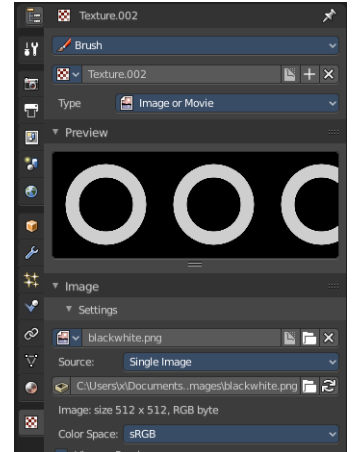 Texture.002
Brush
Texture.002
Type Image or Movie
Preview
Image
Settings
blackwhite.png
Source: Single Image
C:\Users\x\Documents..mages\blackwhite.png
Image: size 512 x 512, RGB byte
Color Space: sRGB